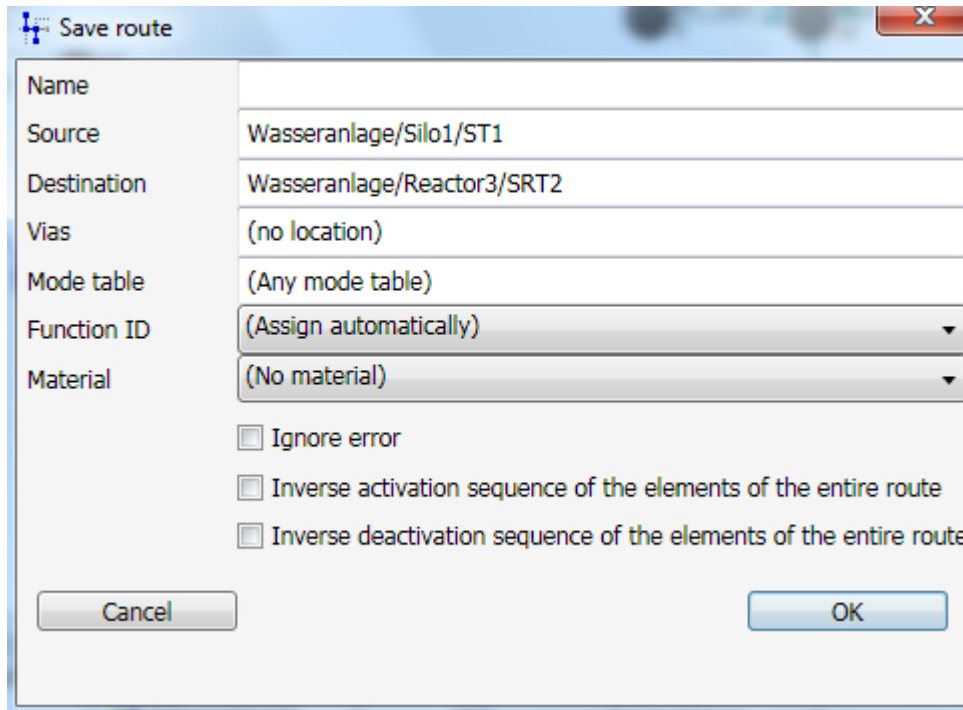 Save route
Name
Source Wasseranlage/Silo1/ST1
Destination Wasseranlage/Reactor3/SRT2
Vias (no location)
Mode table (Any mode table)
Function ID (Assign automatically)
Material (No material)
Ignore error
Inverse activation sequence of the elements of the entire route
Inverse deactivation sequence of the elements of the entire route
Cancel OK